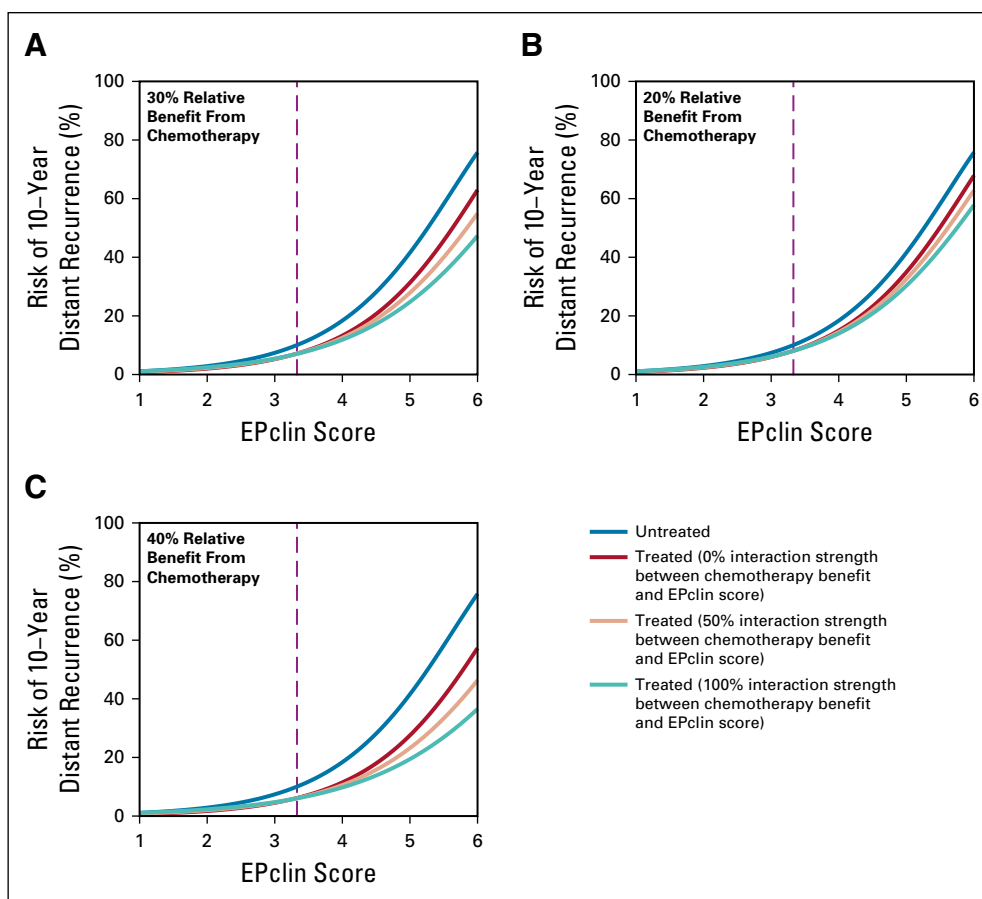 A
30% Relative
Benefit From
Chemotherapy
Risk of 10–Year
Distant Recurrence (%)
100
80
60
40
20
0
1 2 3 4 5 6
EPclin Score
B
20% Relative
Benefit From
Chemotherapy
Risk of 10–Year
Distant Recurrence (%)
100
80
60
40
20
0
1 2 3 4 5 6
EPclin Score
C
40% Relative
Benefit From
Chemotherapy
Risk of 10–Year
Distant Recurrence (%)
100
80
60
40
20
0
1 2 3 4 5 6
EPclin Score
Untreated
Treated (0% interaction strength
between chemotherapy benefit
and EPclin score)
Treated (50% interaction strength
between chemotherapy benefit
and EPclin score)
Treated (100% interaction strength
between chemotherapy benefit
and EPclin score)